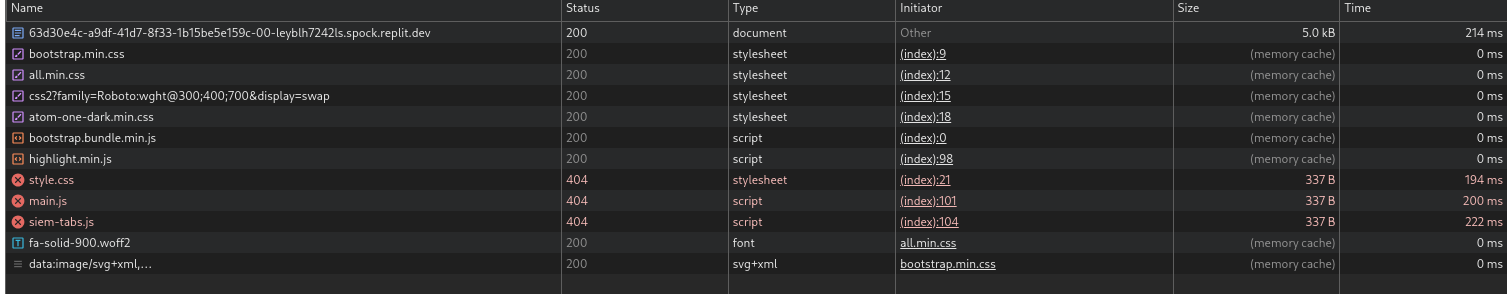 Name Status Type Initiator Size Time
63d30e4c-a9df-41d7-8f33-1b15be5e159c-00-leyblh7242ls.spock.replit.dev 200 document Other 5.0 kB 214 ms
bootstrap.min.css 200 stylesheet (index):9 (memory cache) 0 ms
all.min.css 200 stylesheet (index):12 (memory cache) 0 ms
css2?family=Roboto:wght@300;400;700&display=swap 200 stylesheet (index):15 (memory cache) 0 ms
atom-one-dark.min.css 200 stylesheet (index):18 (memory cache) 0 ms
bootstrap.bundle.min.js 200 script (index):0 (memory cache) 0 ms
highlight.min.js 200 script (index):98 (memory cache) 0 ms
style.css 404 stylesheet (index):21 337 B 194 ms
main.js 404 script (index):101 337 B 200 ms
siem-tabs.js 404 script (index):104 337 B 222 ms
fa-solid-900.woff2 200 font all.min.css (memory cache) 0 ms
data:image/svg+xml,... 200 svg+xml bootstrap.min.css (memory cache) 0 ms